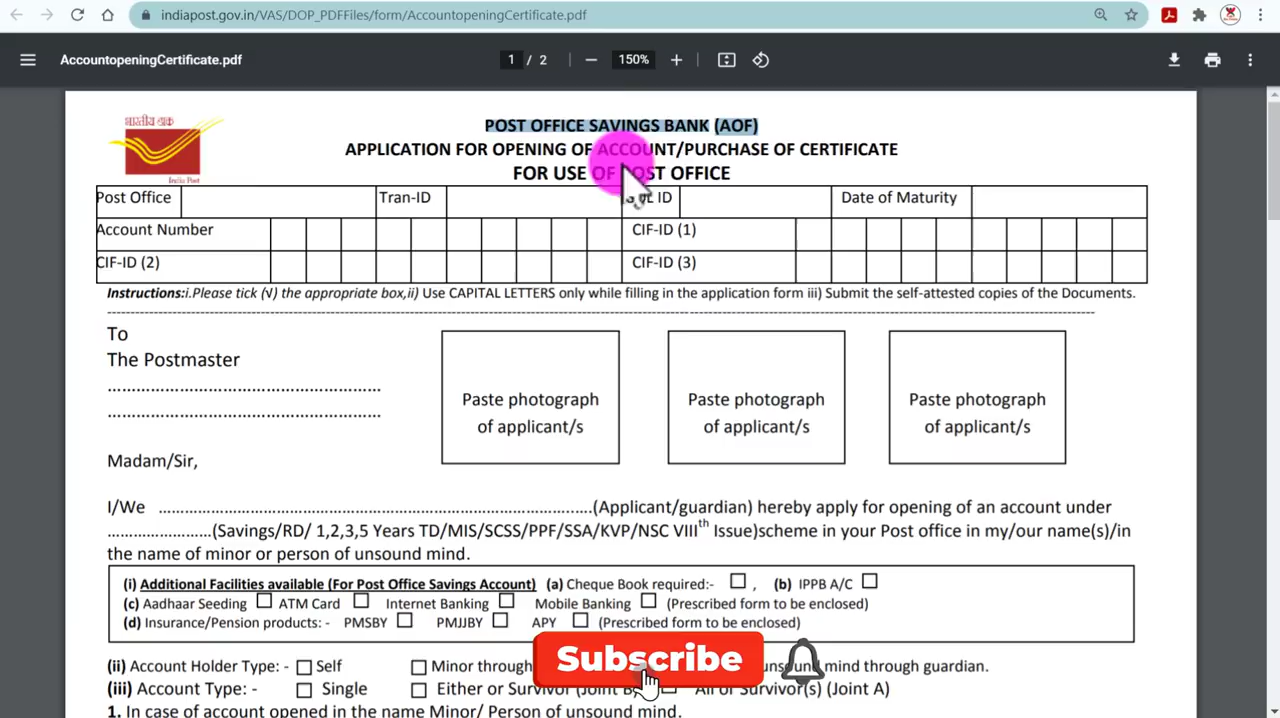 indiapost.gov.in/VAS/DOP_PDFFiles/form/AccountopeningCertificate.pdf
AccountopeningCertificate.pdf
1 / 2
150%
भारतीय डाक
India Post
POST OFFICE SAVINGS BANK (AOF)
APPLICATION FOR OPENING OF ACCOUNT/PURCHASE OF CERTIFICATE
FOR USE OF POST OFFICE
Post Office Tran-ID ID Date of Maturity
Account Number CIF-ID (1)
CIF-ID (2) CIF-ID (3)
Instructions:i.Please tick (√) the appropriate box,ii) Use CAPITAL LETTERS only while filling in the application form iii) Submit the self-attested copies of the Documents.
To
The Postmaster
Paste photograph of applicant/s
Paste photograph of applicant/s
Paste photograph of applicant/s
Madam/Sir,
I/We ……………………………………………………………………..….(Applicant/guardian) hereby apply for opening of an account under
…………………..(Savings/RD/ 1,2,3,5 Years TD/MIS/SCSS/PPF/SSA/KVP/NSC VIIIth Issue)scheme in your Post office in my/our name(s)/in
the name of minor or person of unsound mind.
(i) Additional Facilities available (For Post Office Savings Account) (a) Cheque Book required:- , (b) IPPB A/C
(c) Aadhaar Seeding ATM Card Internet Banking Mobile Banking (Prescribed form to be enclosed)
(d) Insurance/Pension products: - PMSBY PMJJBY APY (Prescribed form to be enclosed)
Subscribe
(ii) Account Holder Type: - Self Minor through mind through guardian.
(iii) Account Type: - Single Either or Survivor (Joint B) All or Survivor(s) (Joint A)
1. In case of account opened in the name Minor/ Person of unsound mind.